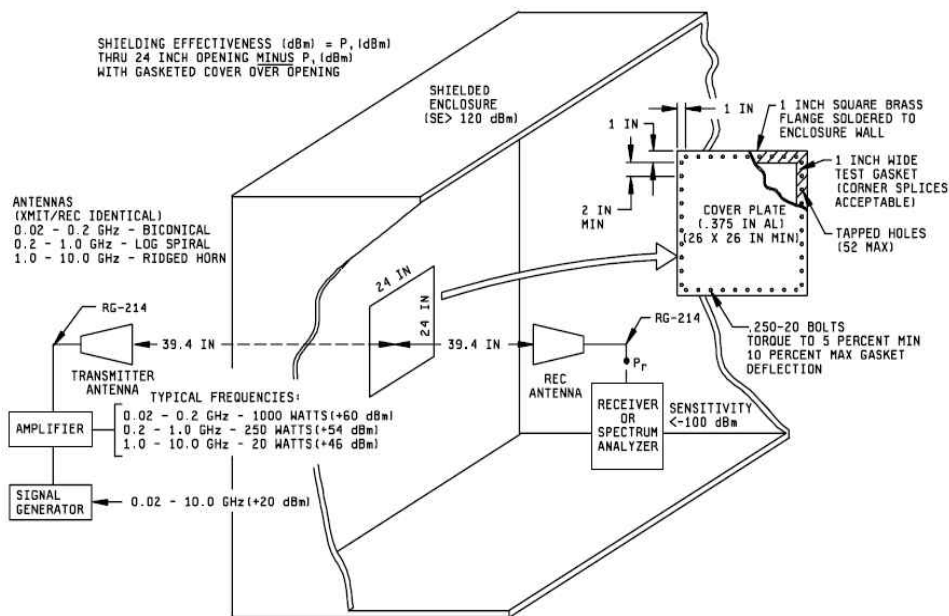 SHIELDING EFFECTIVENESS (dBm) = Pr (dBm)
THRU 24 INCH OPENING MINUS Pr (dBm)
WITH GASKETED COVER OVER OPENING
SHIELDED
ENCLOSURE
(SE> 120 dBm)
1 IN
1 IN
2 IN
MIN
1 INCH SQUARE BRASS
FLANGE SOLDERED TO
ENCLOSURE WALL
1 INCH WIDE
TEST GASKET
(CORNER SPLICES
ACCEPTABLE)
TAPPED HOLES
(52 MAX)
COVER PLATE
(.375 IN AL)
(26 X 26 IN MIN)
ANTENNAS
(XMIT/REC IDENTICAL)
0.02 - 0.2 GHz - BICONICAL
0.2 - 1.0 GHz - LOG SPIRAL
1.0 - 10.0 GHz - RIDGED HORN
24 IN
24 IN
RG-214
39.4 IN
39.4 IN
RG-214
TRANSMITTER
ANTENNA
REC
ANTENNA
Pr
.250-20 BOLTS
TORQUE TO 5 PERCENT MIN
10 PERCENT MAX GASKET
DEFLECTION
TYPICAL FREQUENCIES:
0.02 - 0.2 GHz - 1000 WATTS (+60 dBm)
0.2 - 1.0 GHz - 250 WATTS (+54 dBm)
1.0 - 10.0 GHz - 20 WATTS (+46 dBm)
AMPLIFIER
RECEIVER
OR
SPECTRUM
ANALYZER
SENSITIVITY
<-100 dBm
SIGNAL
GENERATOR
0.02 - 10.0 GHz (+20 dBm)